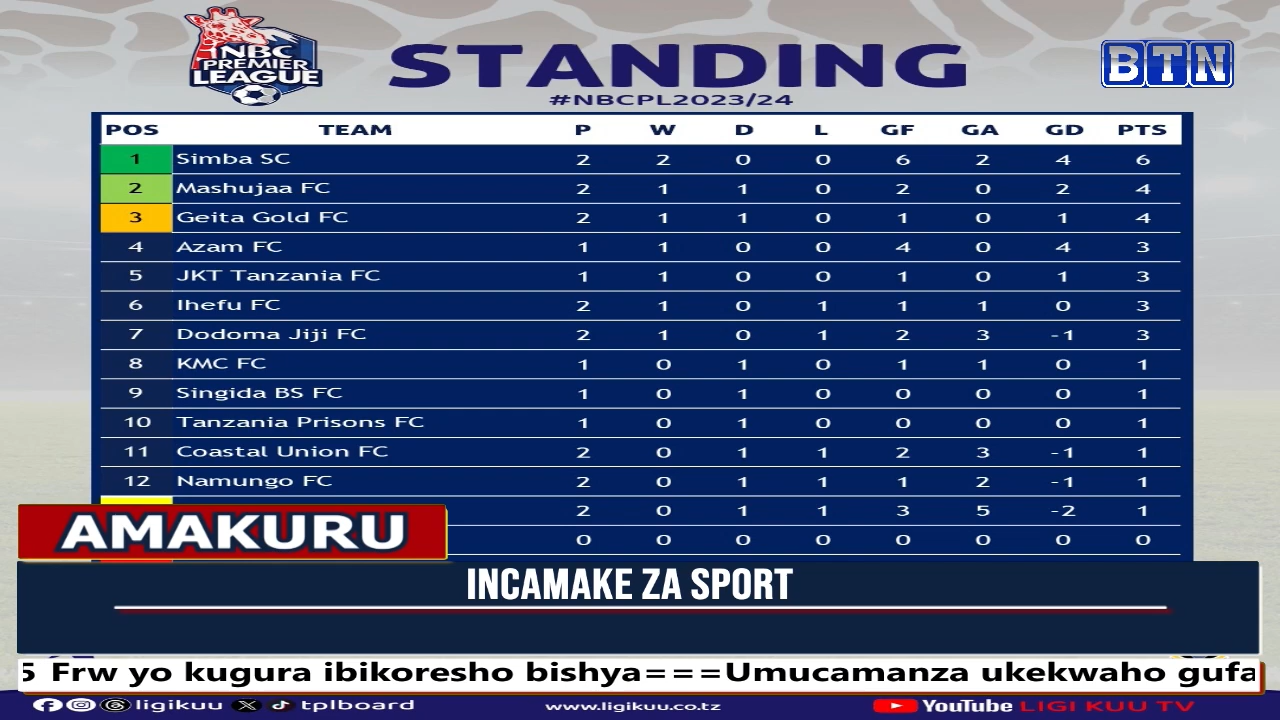 NBC
PREMIER
LEAGUE
STANDING
#NBCPL2023/24
BTN
POS TEAM P W D L GF GA GD PTS
1 Simba SC 2 2 0 0 6 2 4 6
2 Mashujaa FC 2 1 1 0 2 0 2 4
3 Geita Gold FC 2 1 1 0 1 0 1 4
4 Azam FC 1 1 0 0 4 0 4 3
5 JKT Tanzania FC 1 1 0 0 1 0 1 3
6 Ihefu FC 2 1 0 1 1 1 0 3
7 Dodoma Jiji FC 2 1 0 1 2 3 -1 3
8 KMC FC 1 0 1 0 1 1 0 1
9 Singida BS FC 1 0 1 0 0 0 0 1
10 Tanzania Prisons FC 1 0 1 0 0 0 0 1
11 Coastal Union FC 2 0 1 1 2 3 -1 1
12 Namungo FC 2 0 1 1 1 2 -1 1
2 0 1 1 3 5 -2 1
0 0 0 0 0 0 0 0
AMAKURU
INCAMAKE ZA SPORT
5 Frw yo kugura ibikoresho bishya===Umucamanza ukekwaho gufa
ligikuu tplboard www.ligikuu.co.tz YouTube LIGI KUU TV